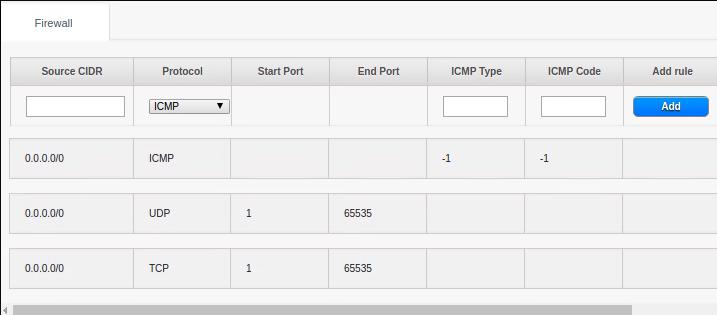 Firewall
Source CIDR Protocol Start Port End Port ICMP Type ICMP Code Add rule
ICMP Add
0.0.0.0/0 ICMP -1 -1
0.0.0.0/0 UDP 1 65535
0.0.0.0/0 TCP 1 65535